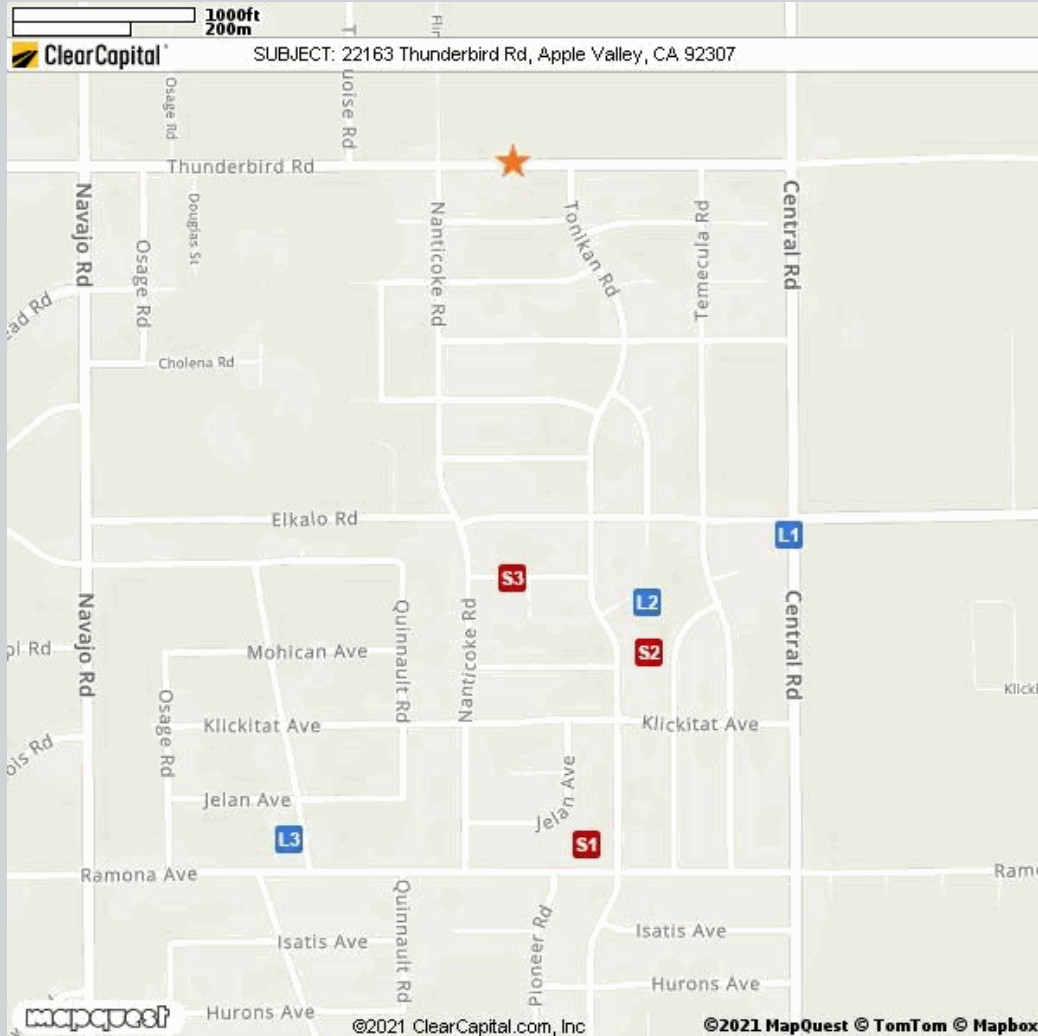 1000ft
200m
ClearCapital
SUBJECT: 22163 Thunderbird Rd, Apple Valley, CA 92307
Osage Rd
Thunderbird Rd
Navajo Rd
Douglas St
Osage Rd
Nanticoke Rd
Tonikan Rd
Temecula Rd
Central Rd
Cholena Rd
Elkalo Rd
L1
S3
L2
S2
Navajo Rd
Quinnault Rd
Nanticoke Rd
Central Rd
Mohican Ave
Osage Rd
Klickitat Ave
Klickitat Ave
Jelan Ave
Jelan Ave
L3
S1
Ramona Ave
Quinnault Rd
Pioneer Rd
Isatis Ave
Isatis Ave
Hurons Ave
Hurons Ave
mapquest
©2021 ClearCapital.com, Inc
©2021 MapQuest © TomTom © Mapbox